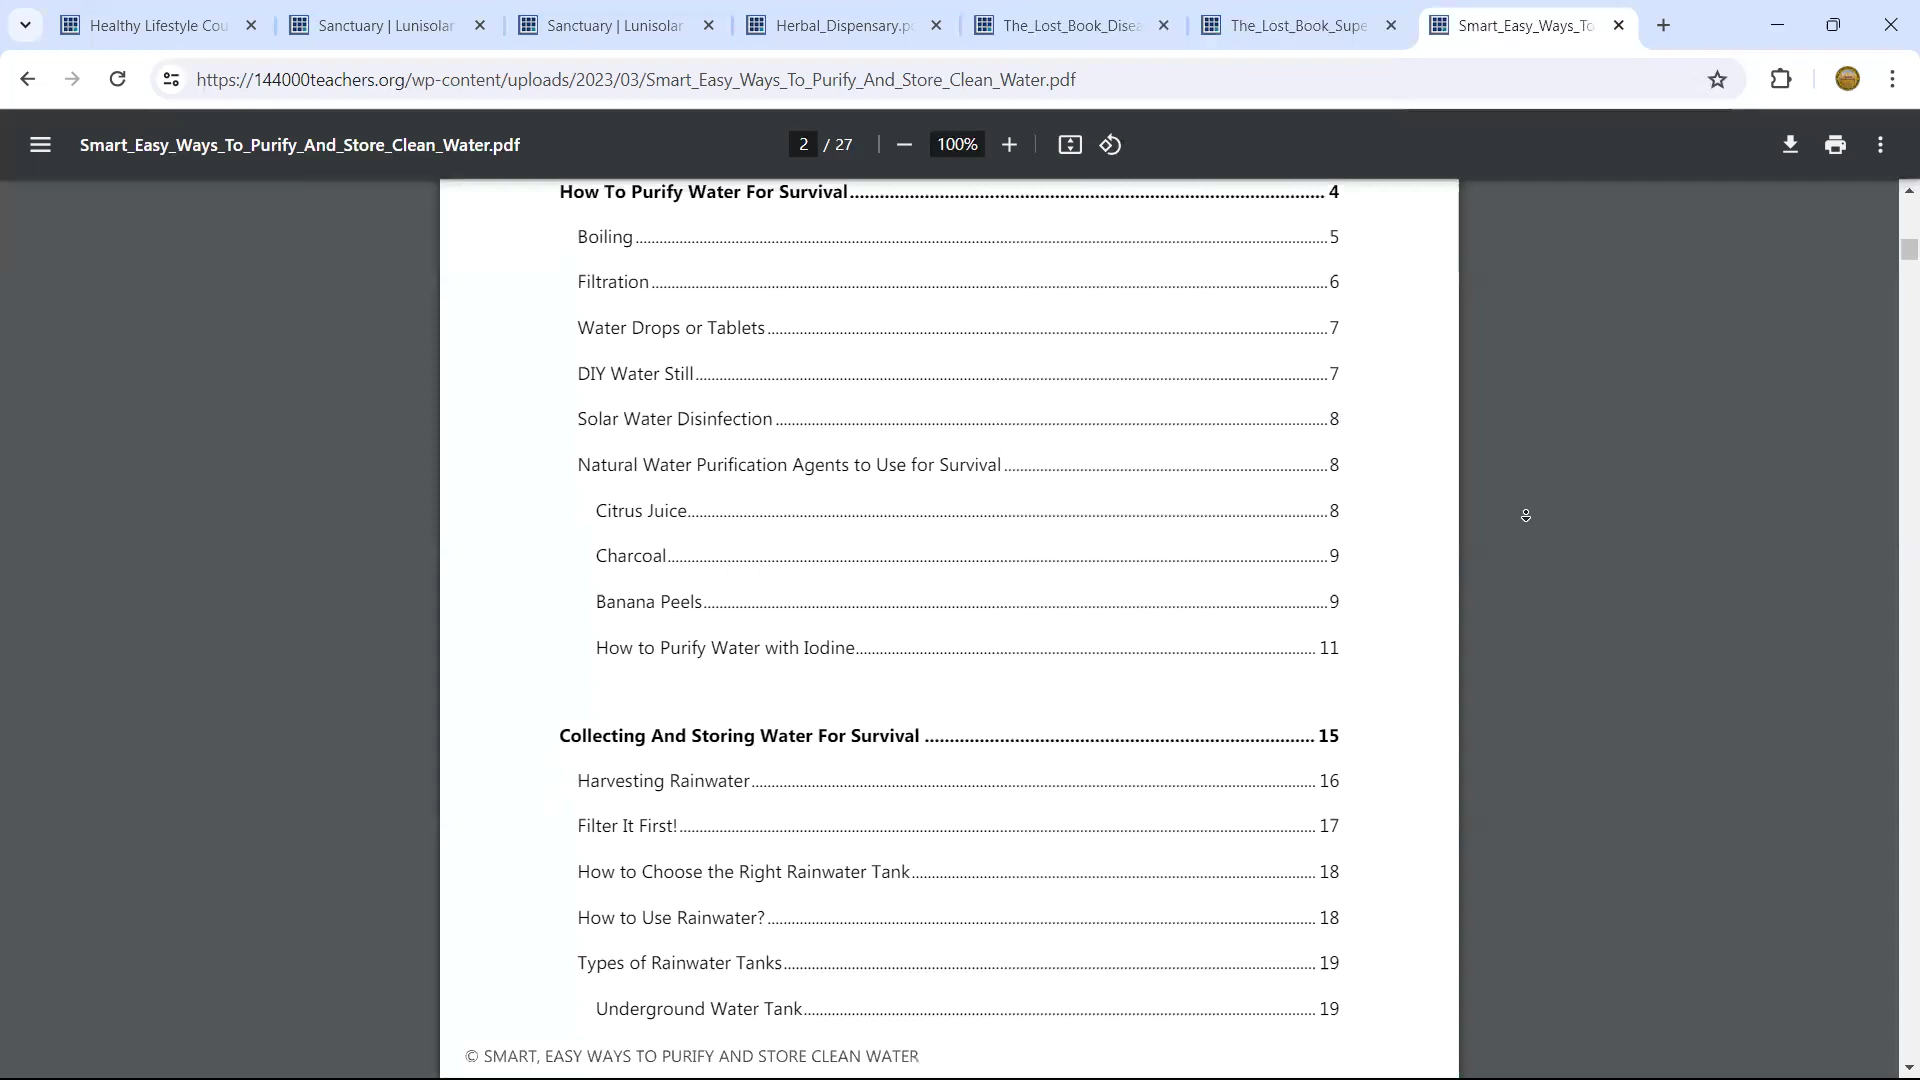 Healthy Lifestyle Cou
Sanctuary | Lunisolar
Sanctuary | Lunisolar
Herbal_Dispensary.p
The_Lost_Book_Disea
The_Lost_Book_Supe
Smart_Easy_Ways_To
https://144000teachers.org/wp-content/uploads/2023/03/Smart_Easy_Ways_To_Purify_And_Store_Clean_Water.pdf
Smart_Easy_Ways_To_Purify_And_Store_Clean_Water.pdf
2 / 27
100%
How To Purify Water For Survival 4
Boiling 5
Filtration 6
Water Drops or Tablets 7
DIY Water Still 7
Solar Water Disinfection 8
Natural Water Purification Agents to Use for Survival 8
Citrus Juice 8
Charcoal 9
Banana Peels 9
How to Purify Water with Iodine 11
Collecting And Storing Water For Survival 15
Harvesting Rainwater 16
Filter It First! 17
How to Choose the Right Rainwater Tank 18
How to Use Rainwater? 18
Types of Rainwater Tanks 19
Underground Water Tank 19
© SMART, EASY WAYS TO PURIFY AND STORE CLEAN WATER